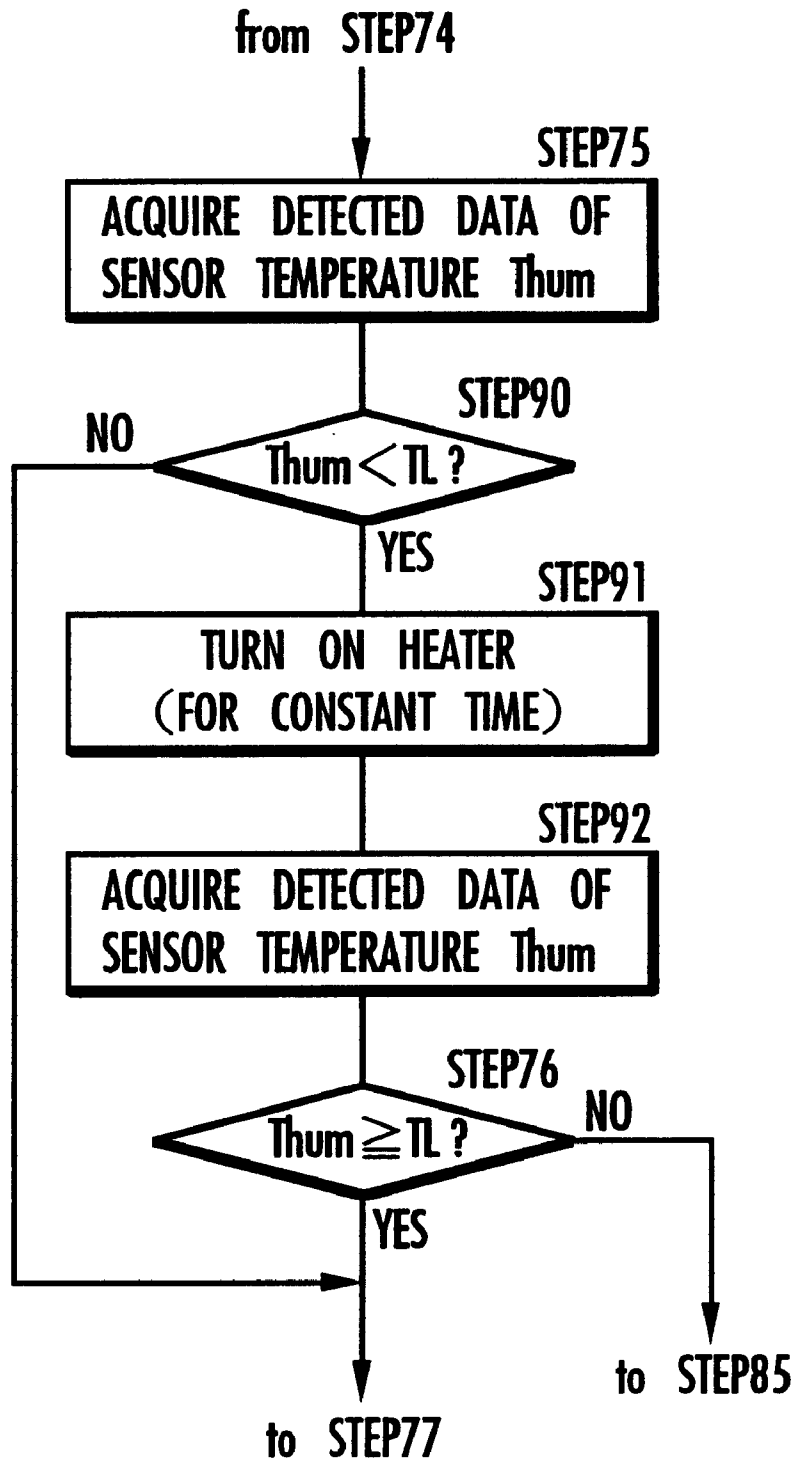 from STEP74
STEP75
ACQUIRE DETECTED DATA OF
SENSOR TEMPERATURE Thum
STEP90
NO
Thum<TL?
YES
STEP91
TURN ON HEATER
(FOR CONSTANT TIME)
STEP92
ACQUIRE DETECTED DATA OF
SENSOR TEMPERATURE Thum
STEP76
Thum≧TL?
NO
YES
to STEP85
to STEP77